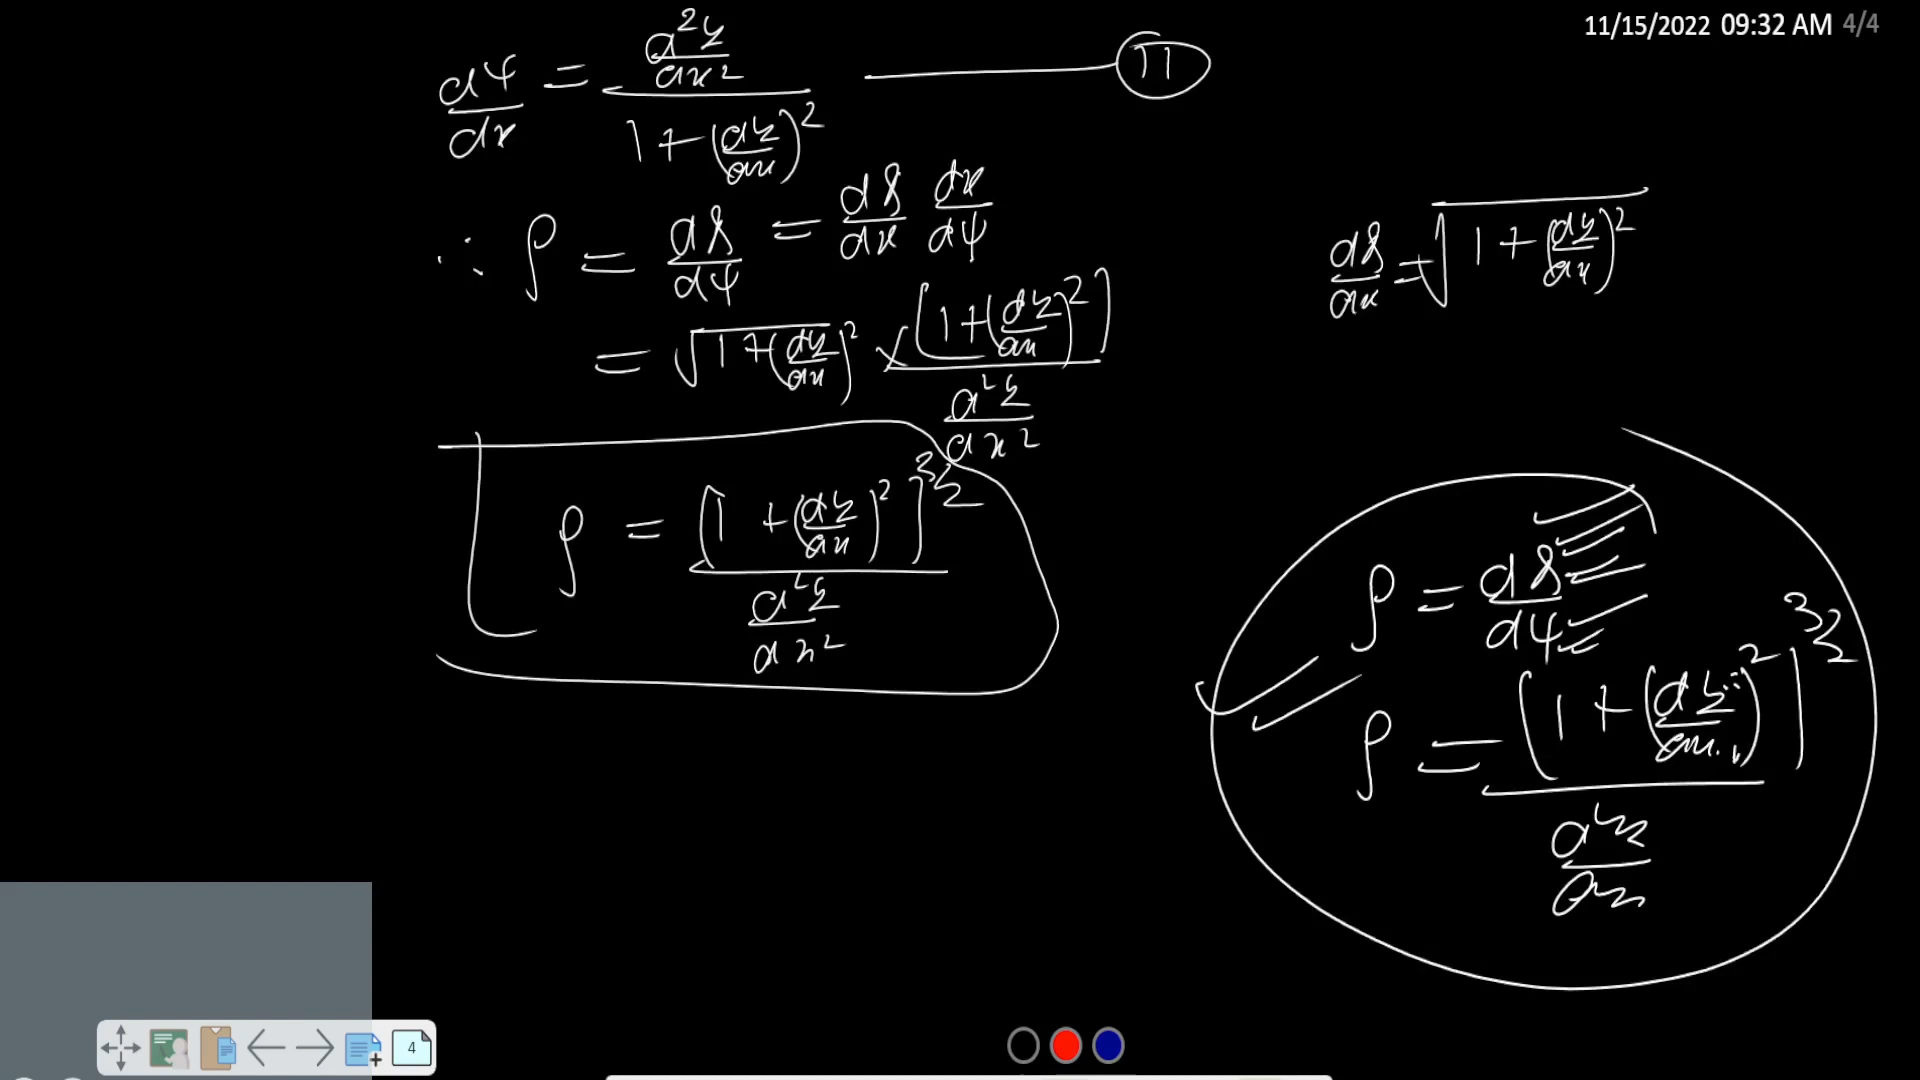 11/15/2022 09:32 AM 4/4
dψ/dx = (d²y/dx²) / (1 + (dy/dx)²) —— (II)
∴ ρ = ds/dψ = ds/dx dx/dψ
ds/dx = √(1 + (dy/dx)²)
= √(1 + (dy/dx)²) × [1 + (dy/dx)²] / (d²y/dx²)
ρ = [1 + (dy/dx)²]^(3/2) / (d²y/dx²)
ρ = ds/dψ
ρ = [1 + (dy/dx)²]^(3/2) / (d²y/dx²)
4